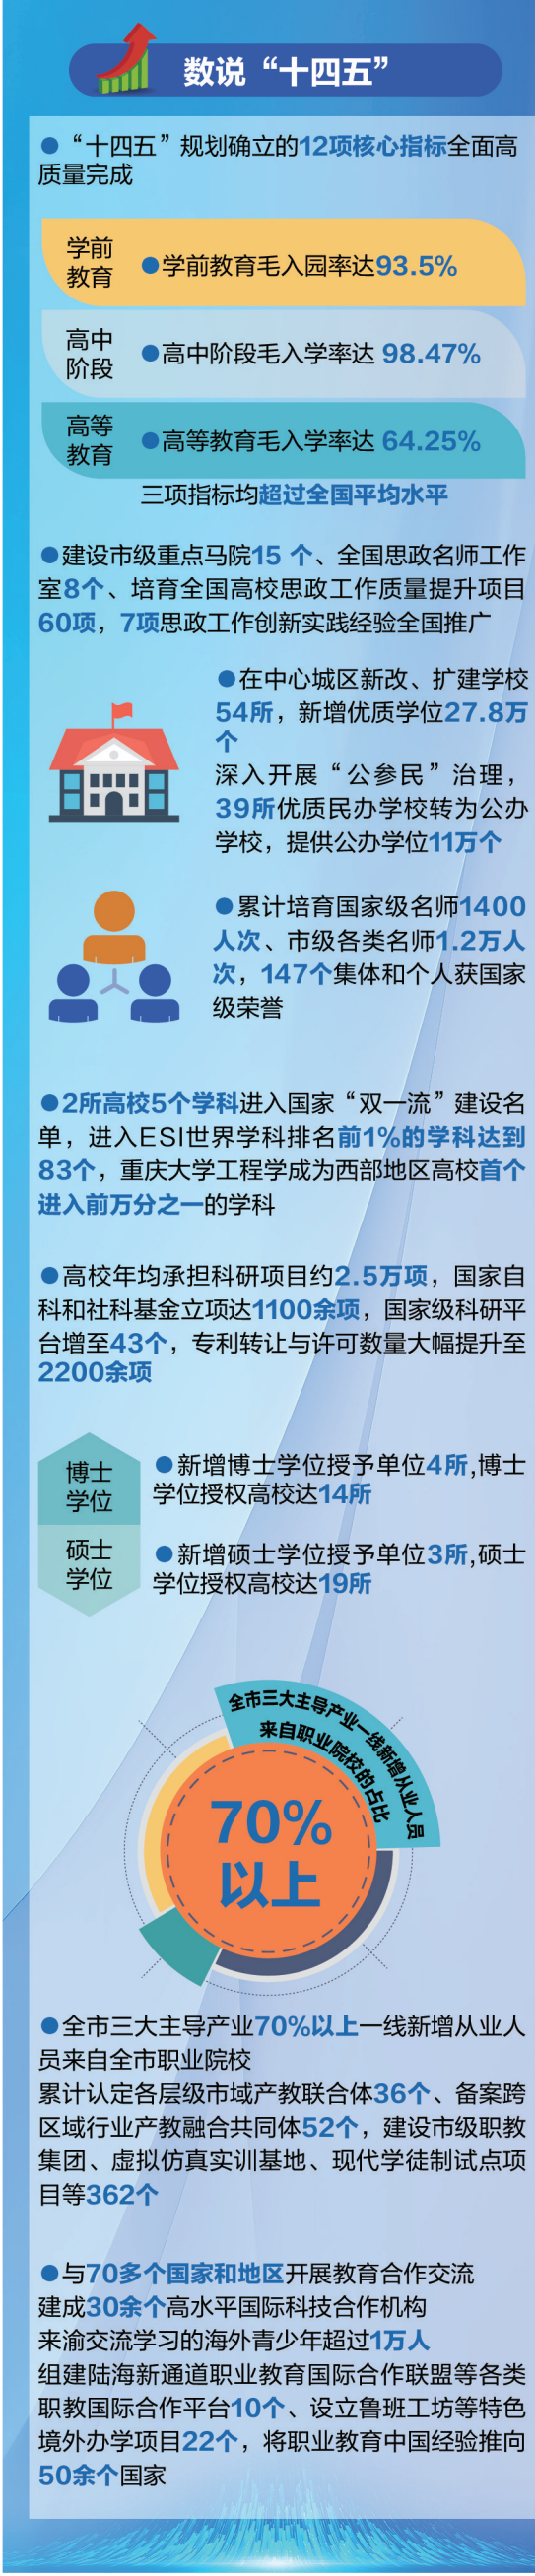 数说“十四五”
●“十四五”规划确立的12项核心指标全面高
质量完成
学前
教育
●学前教育毛入园率达93.5%
高中
阶段
●高中阶段毛入学率达 98.47%
高等
教育
●高等教育毛入学率达 64.25%
三项指标均超过全国平均水平
●建设市级重点马院15 个、全国思政名师工作
室8个、培育全国高校思政工作质量提升项目
60项，7项思政工作创新实践经验全国推广
●在中心城区新改、扩建学校
54所，新增优质学位27.8万
个
深入开展“公参民”治理，
39所优质民办学校转为公办
学校，提供公办学位11万个
●累计培育国家级名师1400
人次、市级各类名师1.2万人
次，147个集体和个人获国家
级荣誉
●2所高校5个学科进入国家“双一流”建设名
单，进入ESI世界学科排名前1%的学科达到
83个，重庆大学工程学成为西部地区高校首个
进入前万分之一的学科
●高校年均承担科研项目约2.5万项，国家自
科和社科基金立项达1100余项，国家级科研平
台增至43个，专利转让与许可数量大幅提升至
2200余项
博士
学位
●新增博士学位授予单位4所,博士
学位授权高校达14所
硕士
学位
●新增硕士学位授予单位3所,硕士
学位授权高校达19所
全市三大主导产业一线新增从业人员
来自职业院校的占比
70%
以上
●全市三大主导产业70%以上一线新增从业人
员来自全市职业院校
累计认定各层级市域产教联合体36个、备案跨
区域行业产教融合共同体52个，建设市级职教
集团、虚拟仿真实训基地、现代学徒制试点项
目等362个
●与70多个国家和地区开展教育合作交流
建成30余个高水平国际科技合作机构
来渝交流学习的海外青少年超过1万人
组建陆海新通道职业教育国际合作联盟等各类
职教国际合作平台10个、设立鲁班工坊等特色
境外办学项目22个，将职业教育中国经验推向
50余个国家